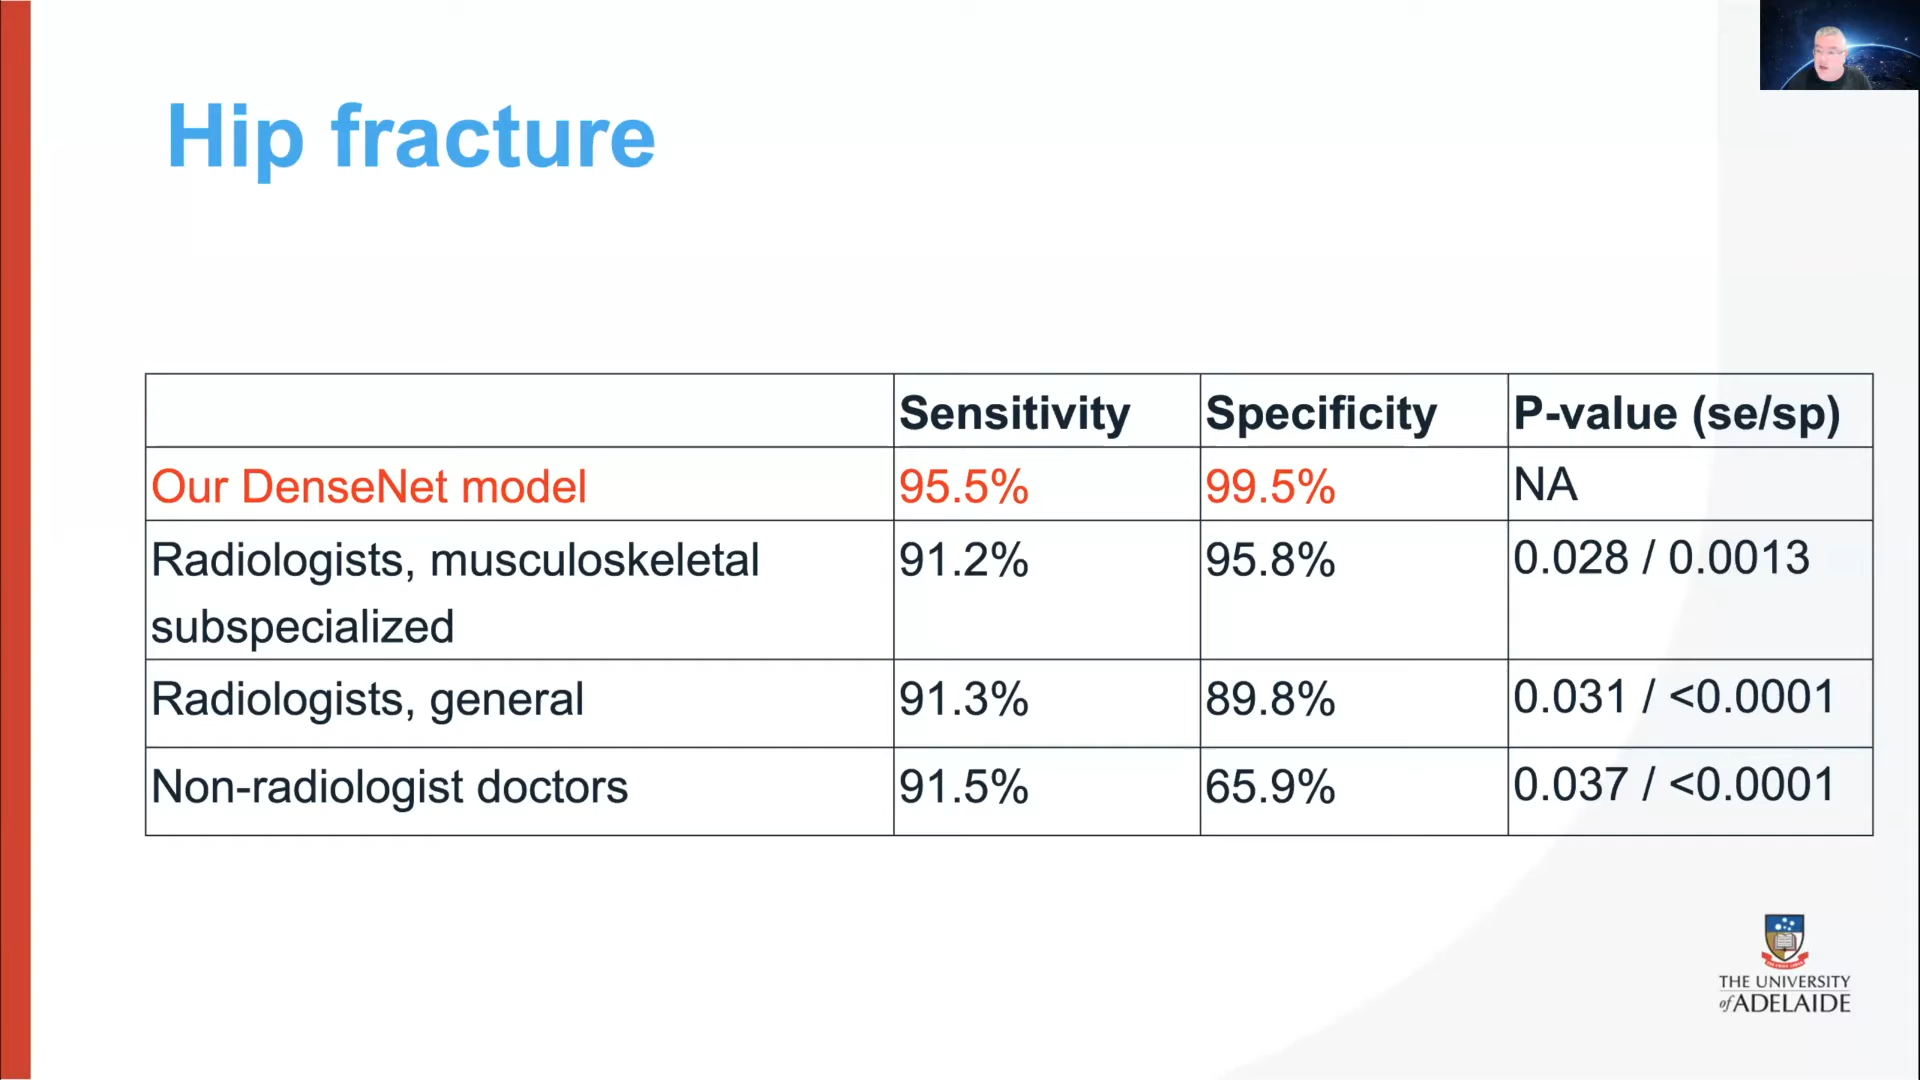 Hip fracture
Sensitivity Specificity P-value (se/sp)
Our DenseNet model 95.5% 99.5% NA
Radiologists, musculoskeletal 91.2% 95.8% 0.028 / 0.0013
subspecialized
Radiologists, general 91.3% 89.8% 0.031 / <0.0001
Non-radiologist doctors 91.5% 65.9% 0.037 / <0.0001
THE UNIVERSITY
of ADELAIDE